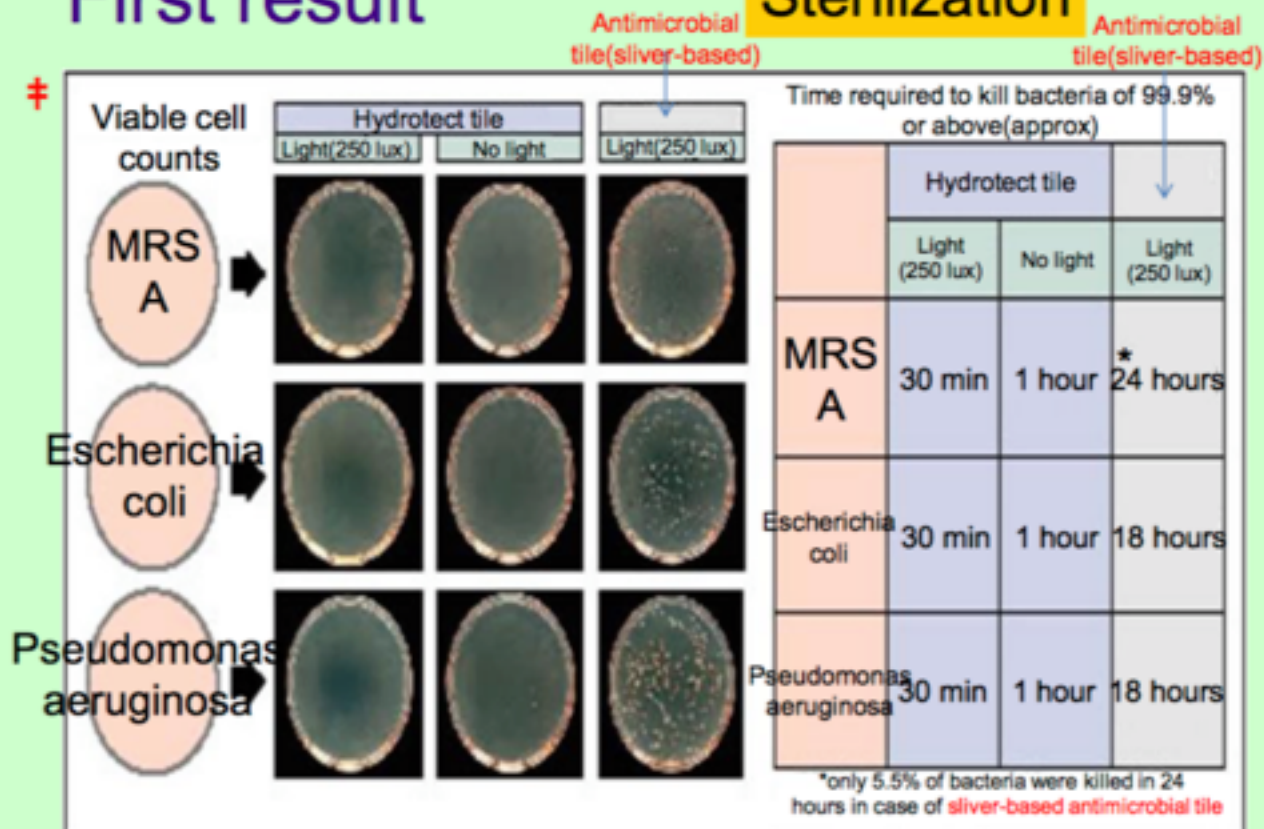 First result
Sterilization
Antimicrobial
tile(sliver-based)
Antimicrobial
tile(sliver-based)
‡
Viable cell
counts
Hydrotect tile
Light(250 lux)
No light
Light(250 lux)
MRS
A
Escherichia
coli
Pseudomonas
aeruginosa
Time required to kill bacteria of 99.9%
or above(approx)
Hydrotect tile
Light
(250 lux)
No light
Light
(250 lux)
MRS
A
30 min
1 hour
*
24 hours
Escherichia
coli
30 min
1 hour
18 hours
Pseudomonas
aeruginosa
30 min
1 hour
18 hours
*only 5.5% of bacteria were killed in 24
hours in case of sliver-based antimicrobial tile